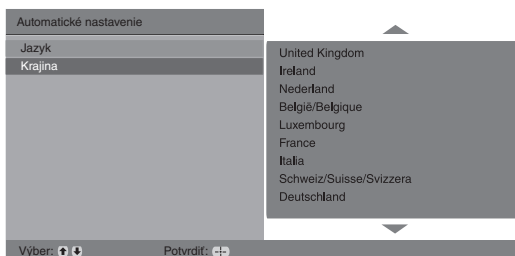 Automatické nastavenie
Jazyk
Krajina
United Kingdom
Ireland
Nederland
België/Belgique
Luxembourg
France
Italia
Schweiz/Suisse/Svizzera
Deutschland
Výber: Potvrdiť: